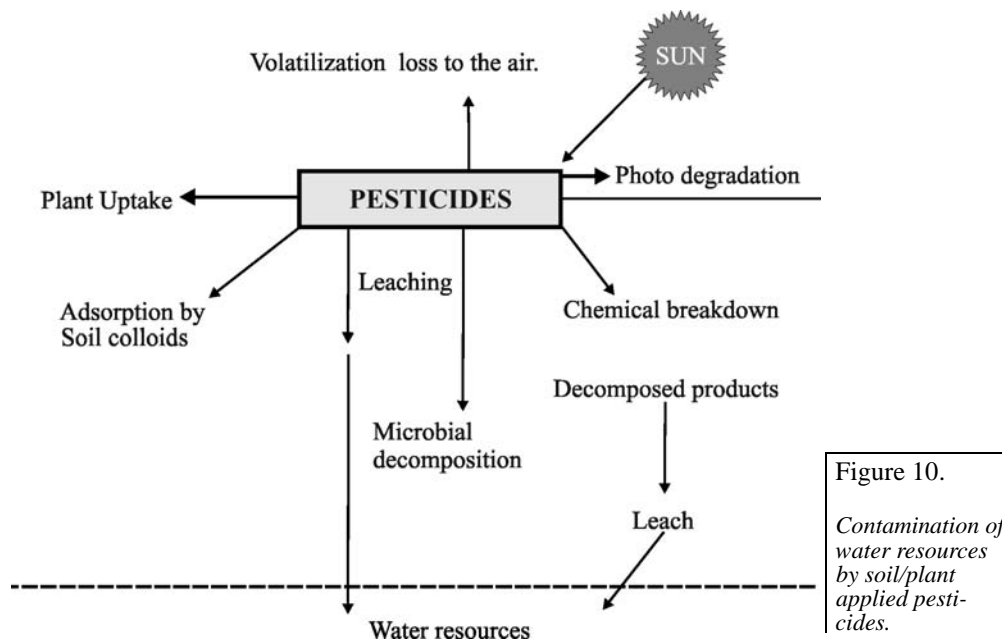 SUN
Volatilization loss to the air.
Photo degradation
Plant Uptake
PESTICIDES
Leaching
Adsorption by
Soil colloids
Chemical breakdown
Decomposed products
Microbial
decomposition
Leach
Water resources
Figure 10.
Contamination of
water resources
by soil/plant
applied pesti-
cides.